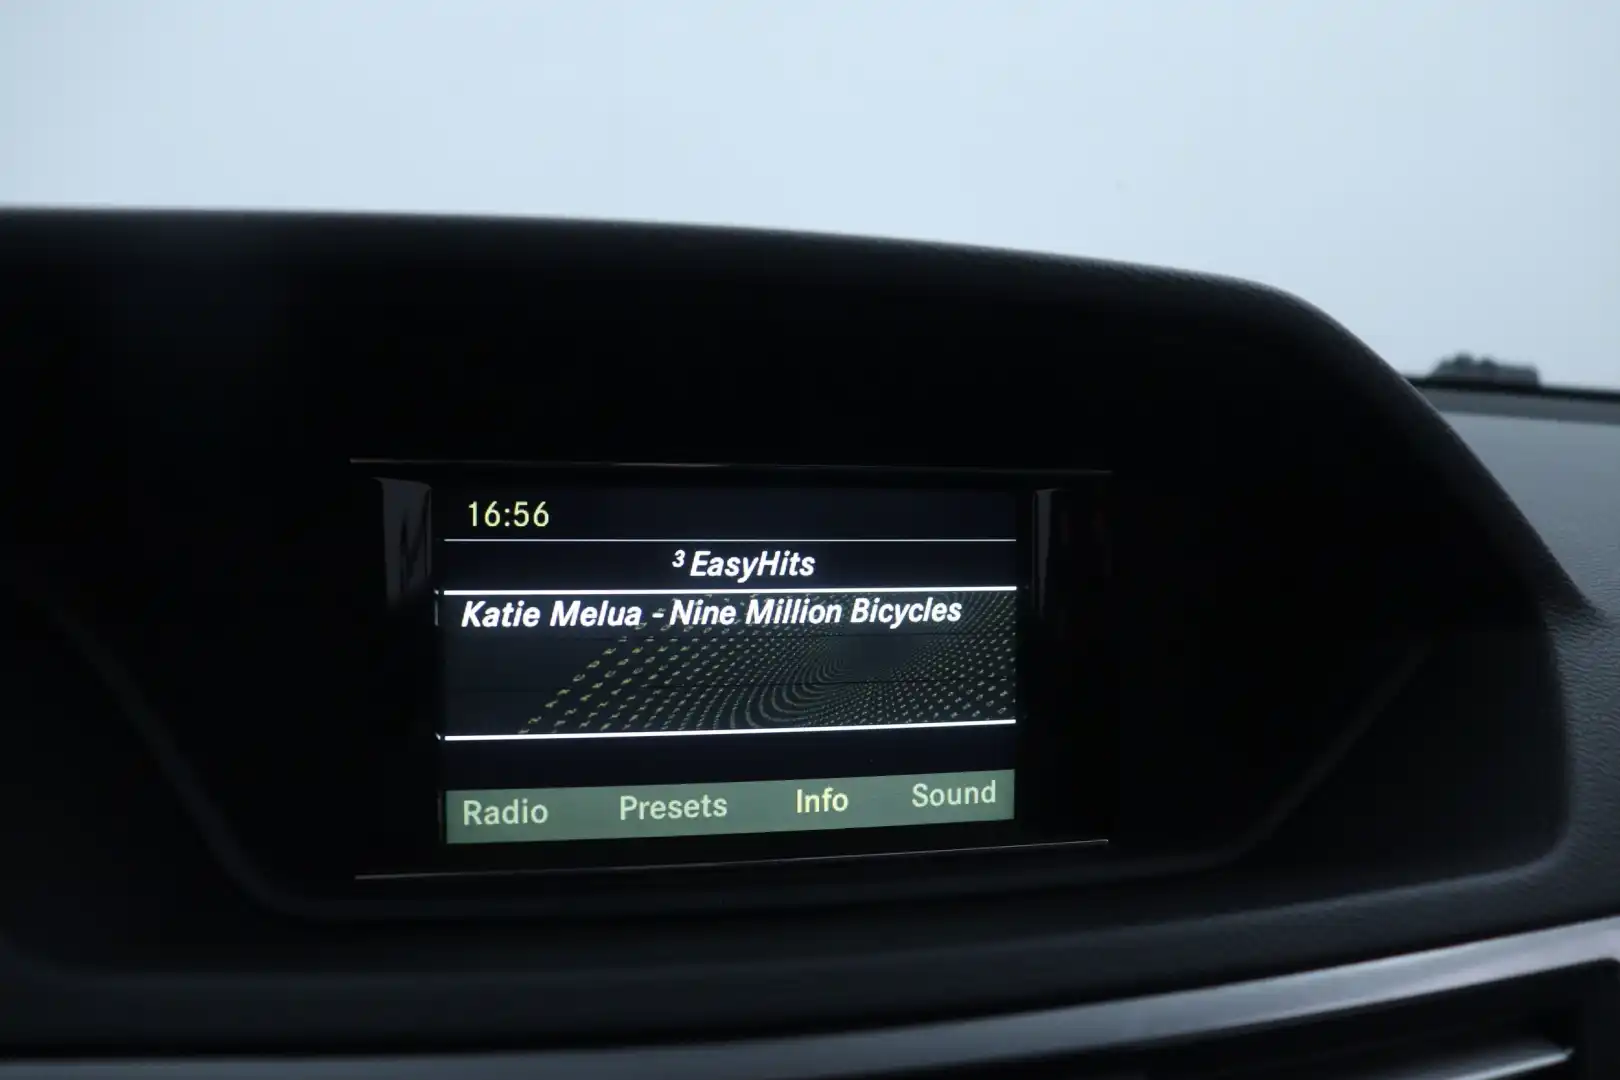 16:56
³ EasyHits
Katie Melua - Nine Million Bicycles
Radio Presets Info Sound